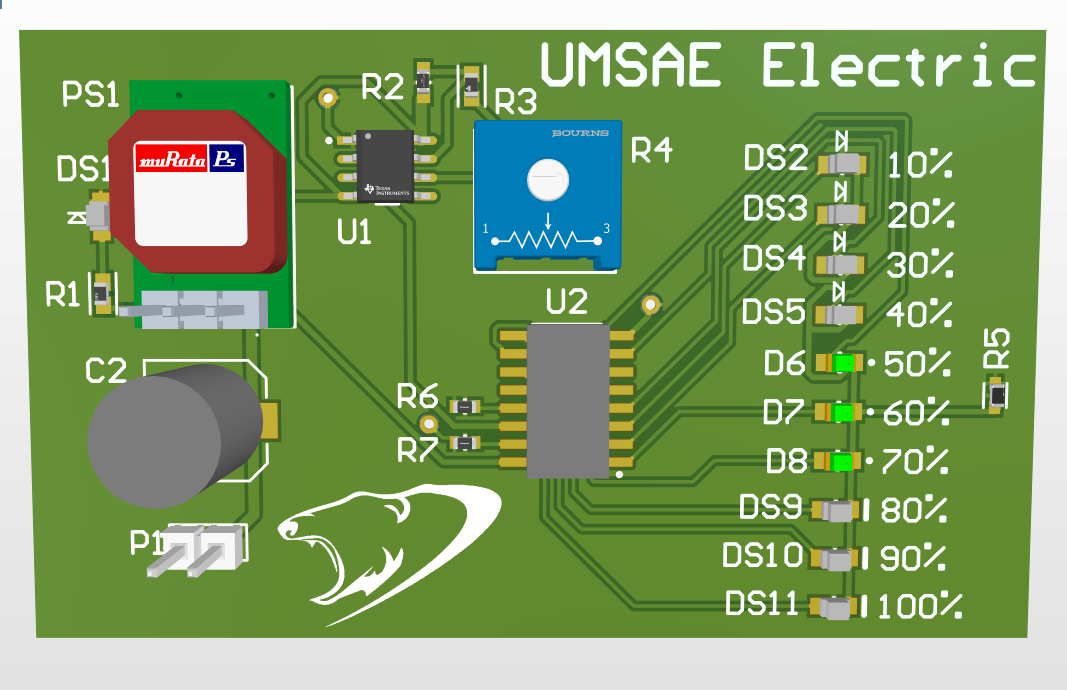 UMSAE Electric
PS1
muRata Ps
DS1
R1
C2
P1
R2
R3
TEXAS INSTRUMENTS
U1
BOURNS
1
3
R4
U2
R6
R7
DS2 10%
DS3 20%
DS4 30%
DS5 40%
D6 50%
D7 60%
D8 70%
DS9 80%
DS10 90%
DS11 100%
R5